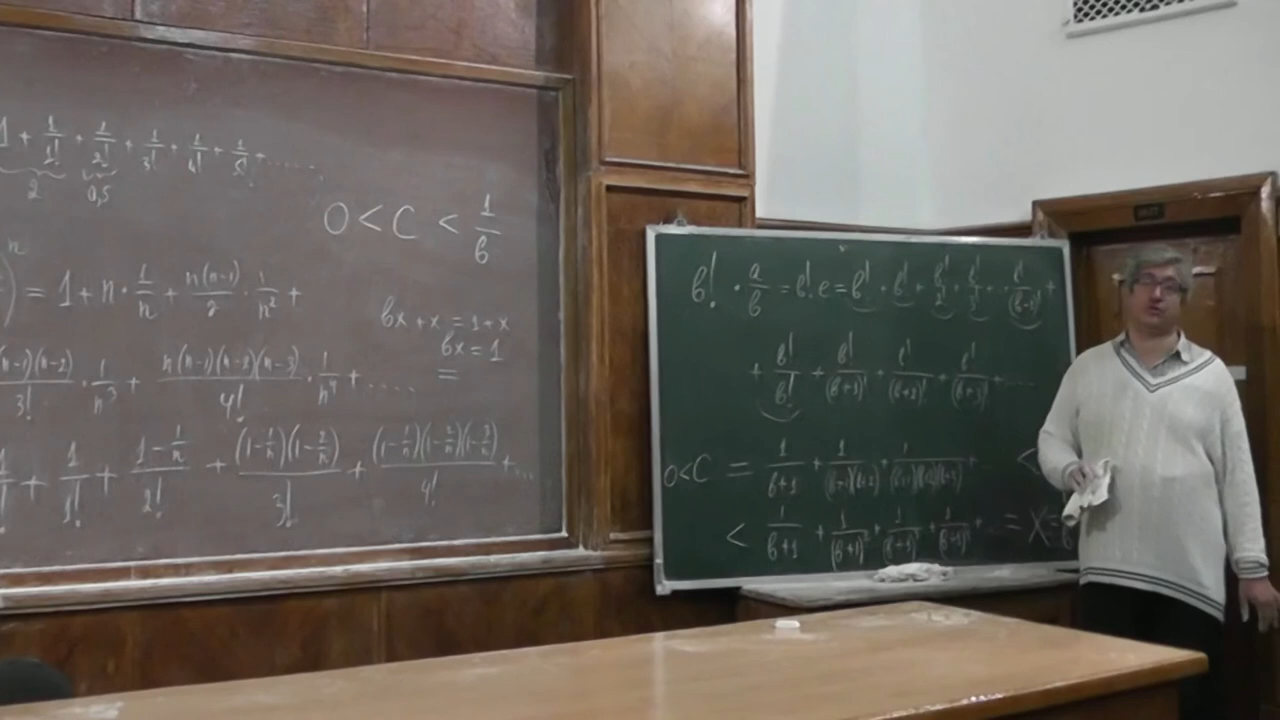 1 + 1/1! + 1/2! + 1/3! + 1/4! + 1/5! + .....
2 0,5
0 < C < 1/в
)ⁿ = 1 + n · 1/n + n(n-1)/2 · 1/n² +
вx + x = 1 + x
вx = 1
=
(n-1)(n-2)/3! · 1/n³ + n(n-1)(n-2)(n-3)/4! · 1/n⁴ + ....
+ 1/1! + (1-1/n)/2! + (1-1/n)(1-2/n)/3! + (1-1/n)(1-2/n)(1-3/n)/4! + ...
в! · a/в = в! · e = в! + в! + в!/2! + в!/3! + ... + в!/(в-1)! +
+ в!/в! + в!/(в+1)! + в!/(в+2)! + в!/(в+3)! + ....
0<C = 1/(в+1) + 1/(в+1)(в+2) + 1/(в+1)(в+2)(в+3) + ... <
< 1/(в+1) + 1/(в+1)² + 1/(в+1)³ + 1/(в+1)⁴ + ... = X =